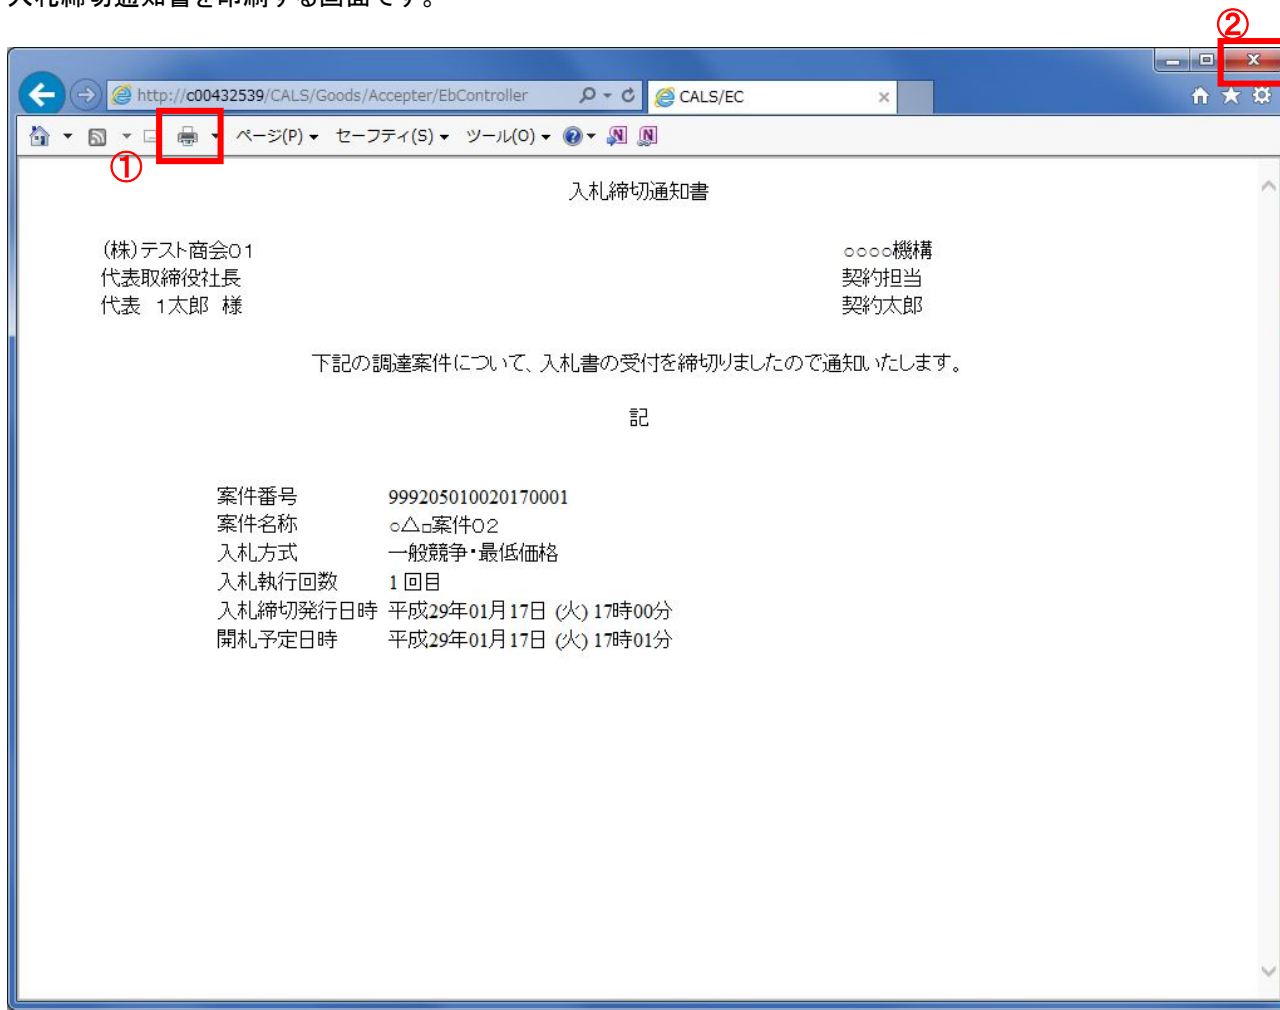 入札締切通知書を印刷する画面です。
②
http://c00432539/CALS/Goods/Accepter/EbController
CALS/EC
ページ(P) セーフティ(S) ツール(O)
①
入札締切通知書
(株)テスト商会01
代表取締役社長
代表 1太郎 様
○○○○機構
契約担当
契約太郎
下記の調達案件について、入札書の受付を締切りましたので通知いたします。
記
案件番号 999205010020170001
案件名称 ○△□案件02
入札方式 一般競争・最低価格
入札執行回数 1回目
入札締切発行日時 平成29年01月17日 (火) 17時00分
開札予定日時 平成29年01月17日 (火) 17時01分